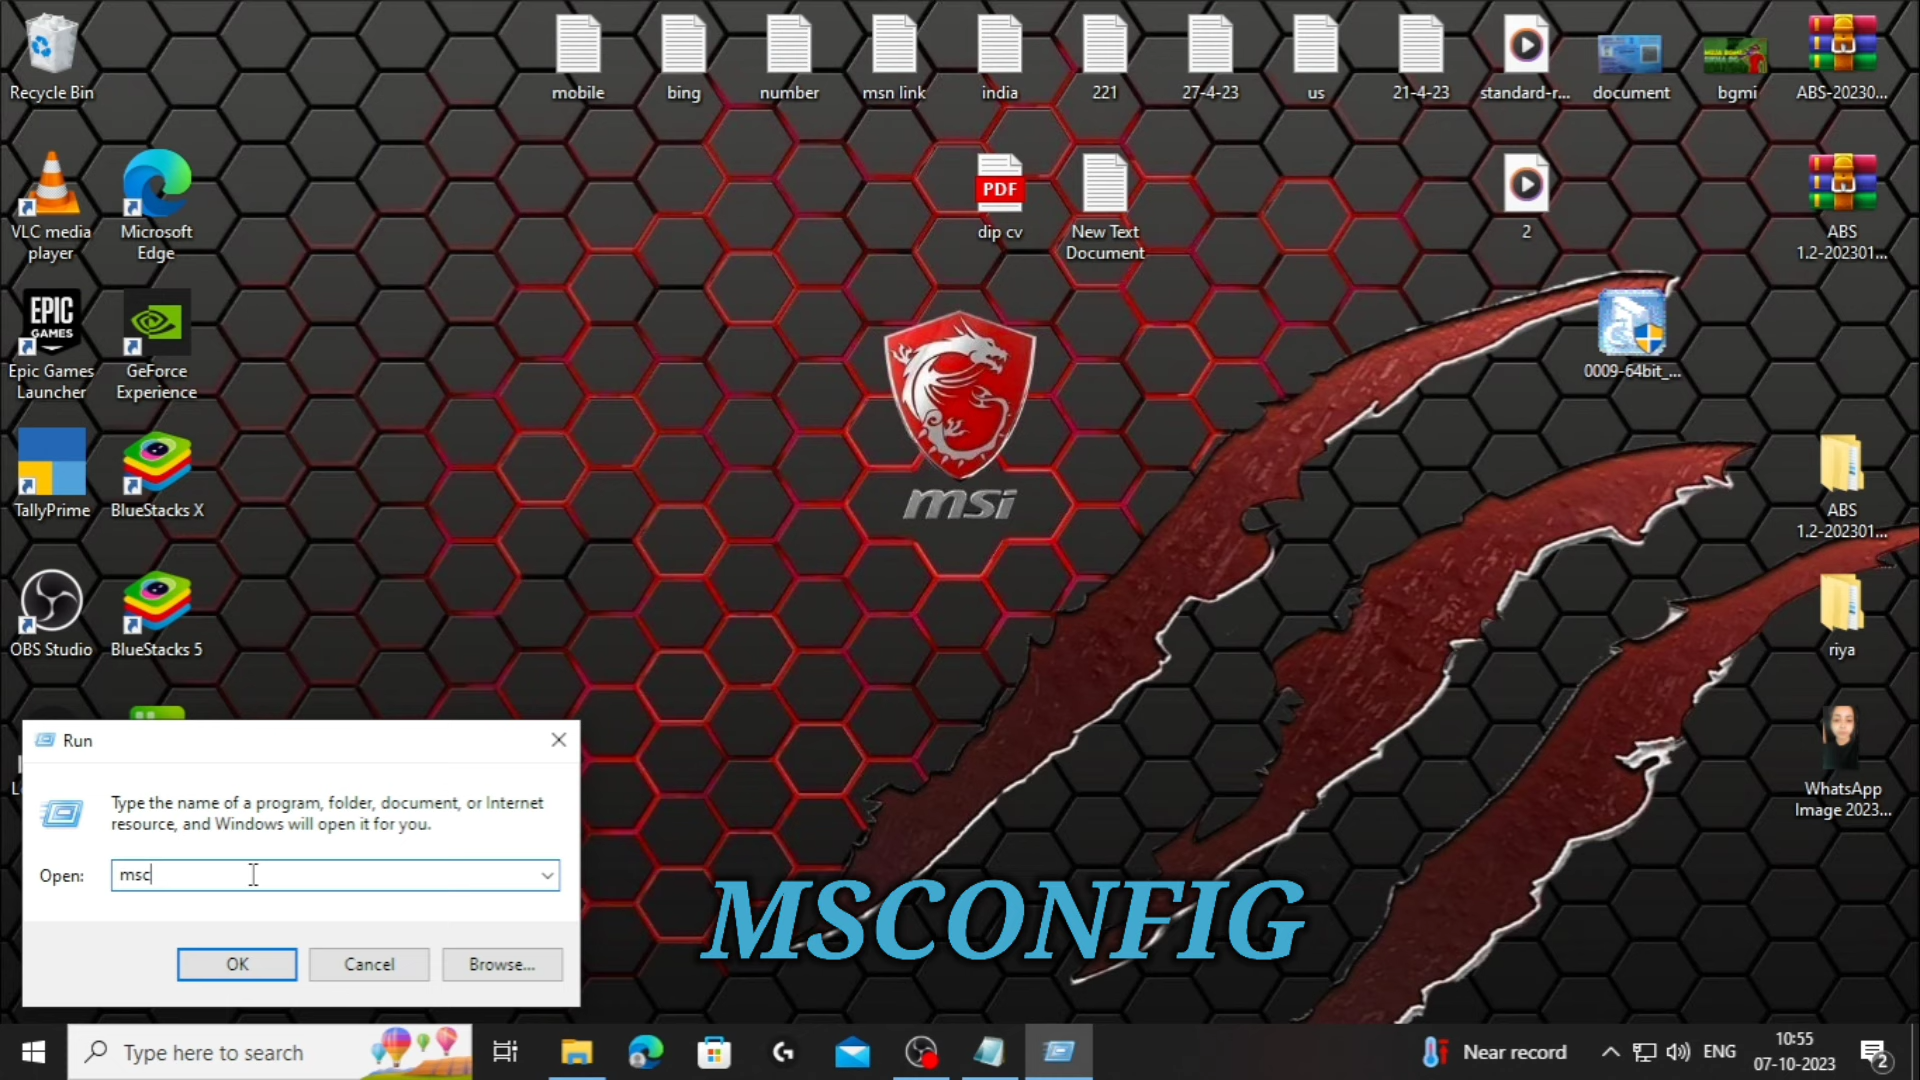 Recycle Bin
mobile
bing
number
msn link
india
221
27-4-23
us
21-4-23
standard-r...
document
bgmi
ABS-20230...
VLC media
player
Microsoft
Edge
PDF
dip cv
New Text
Document
2
ABS
1.2-202301...
EPIC
GAMES
Epic Games
Launcher
GeForce
Experience
0009-64bit_...
msi
TallyPrime
BlueStacks X
ABS
1.2-202301...
OBS Studio
BlueStacks 5
riya
WhatsApp
Image 2023...
Run
Type the name of a program, folder, document, or Internet
resource, and Windows will open it for you.
Open:
msc
OK
Cancel
Browse...
MSCONFIG
Type here to search
Near record
ENG
10:55
07-10-2023
2